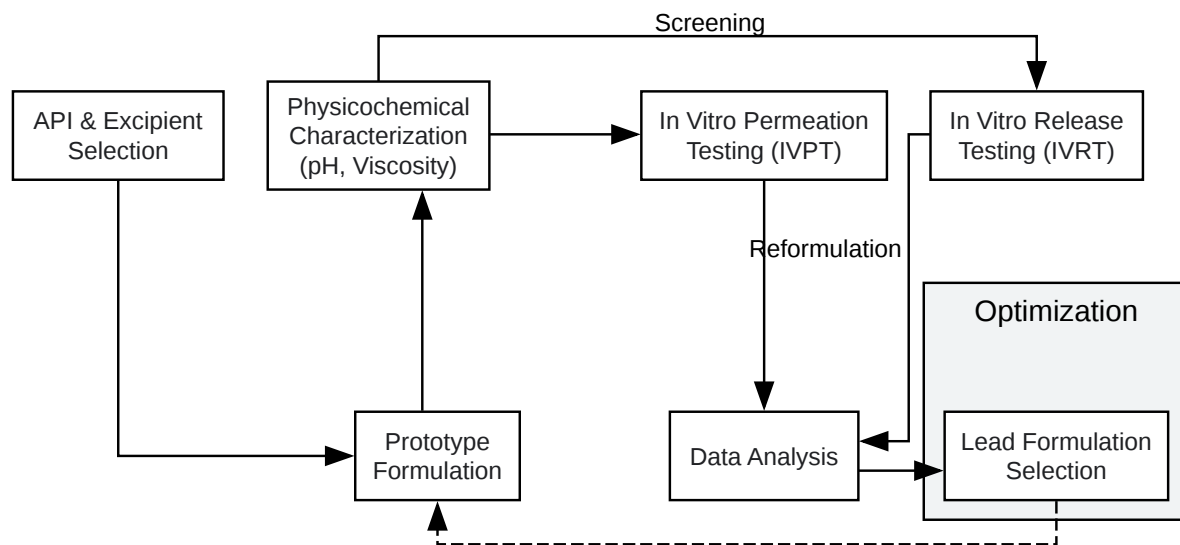 Screening
API & Excipient
Selection
Physicochemical
Characterization
(pH, Viscosity)
In Vitro Permeation
Testing (IVPT)
In Vitro Release
Testing (IVRT)
Reformulation
Optimization
Prototype
Formulation
Data Analysis
Lead Formulation
Selection